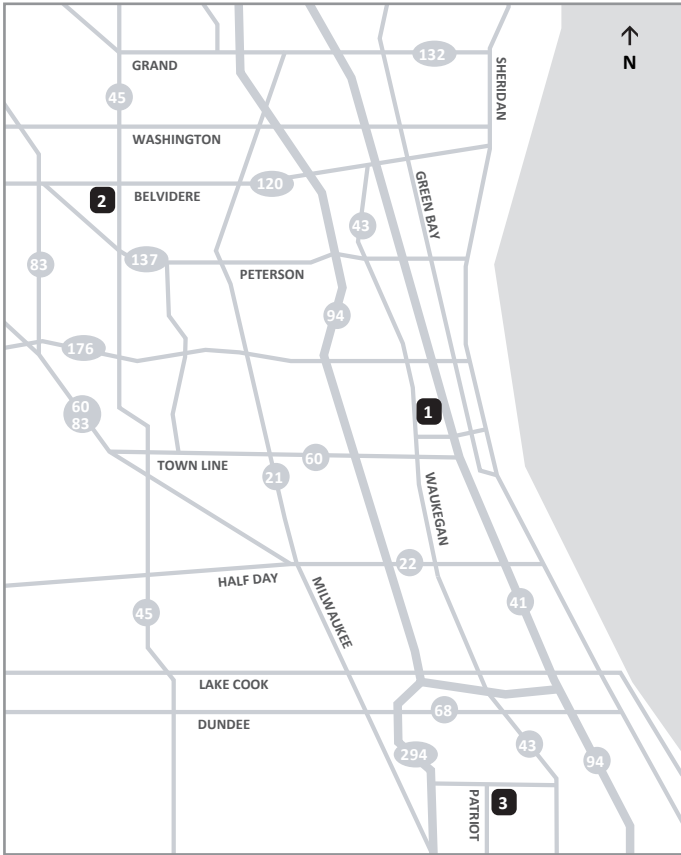 N
132
GRAND
SHERIDAN
45
WASHINGTON
120
BELVIDERE
2
GREEN BAY
43
137
83
PETERSON
94
176
60
83
1
TOWN LINE
60
21
WAUKEGAN
22
HALF DAY
MILWAUKEE
41
45
LAKE COOK
68
DUNDEE
43
294
94
PATRIOT
3